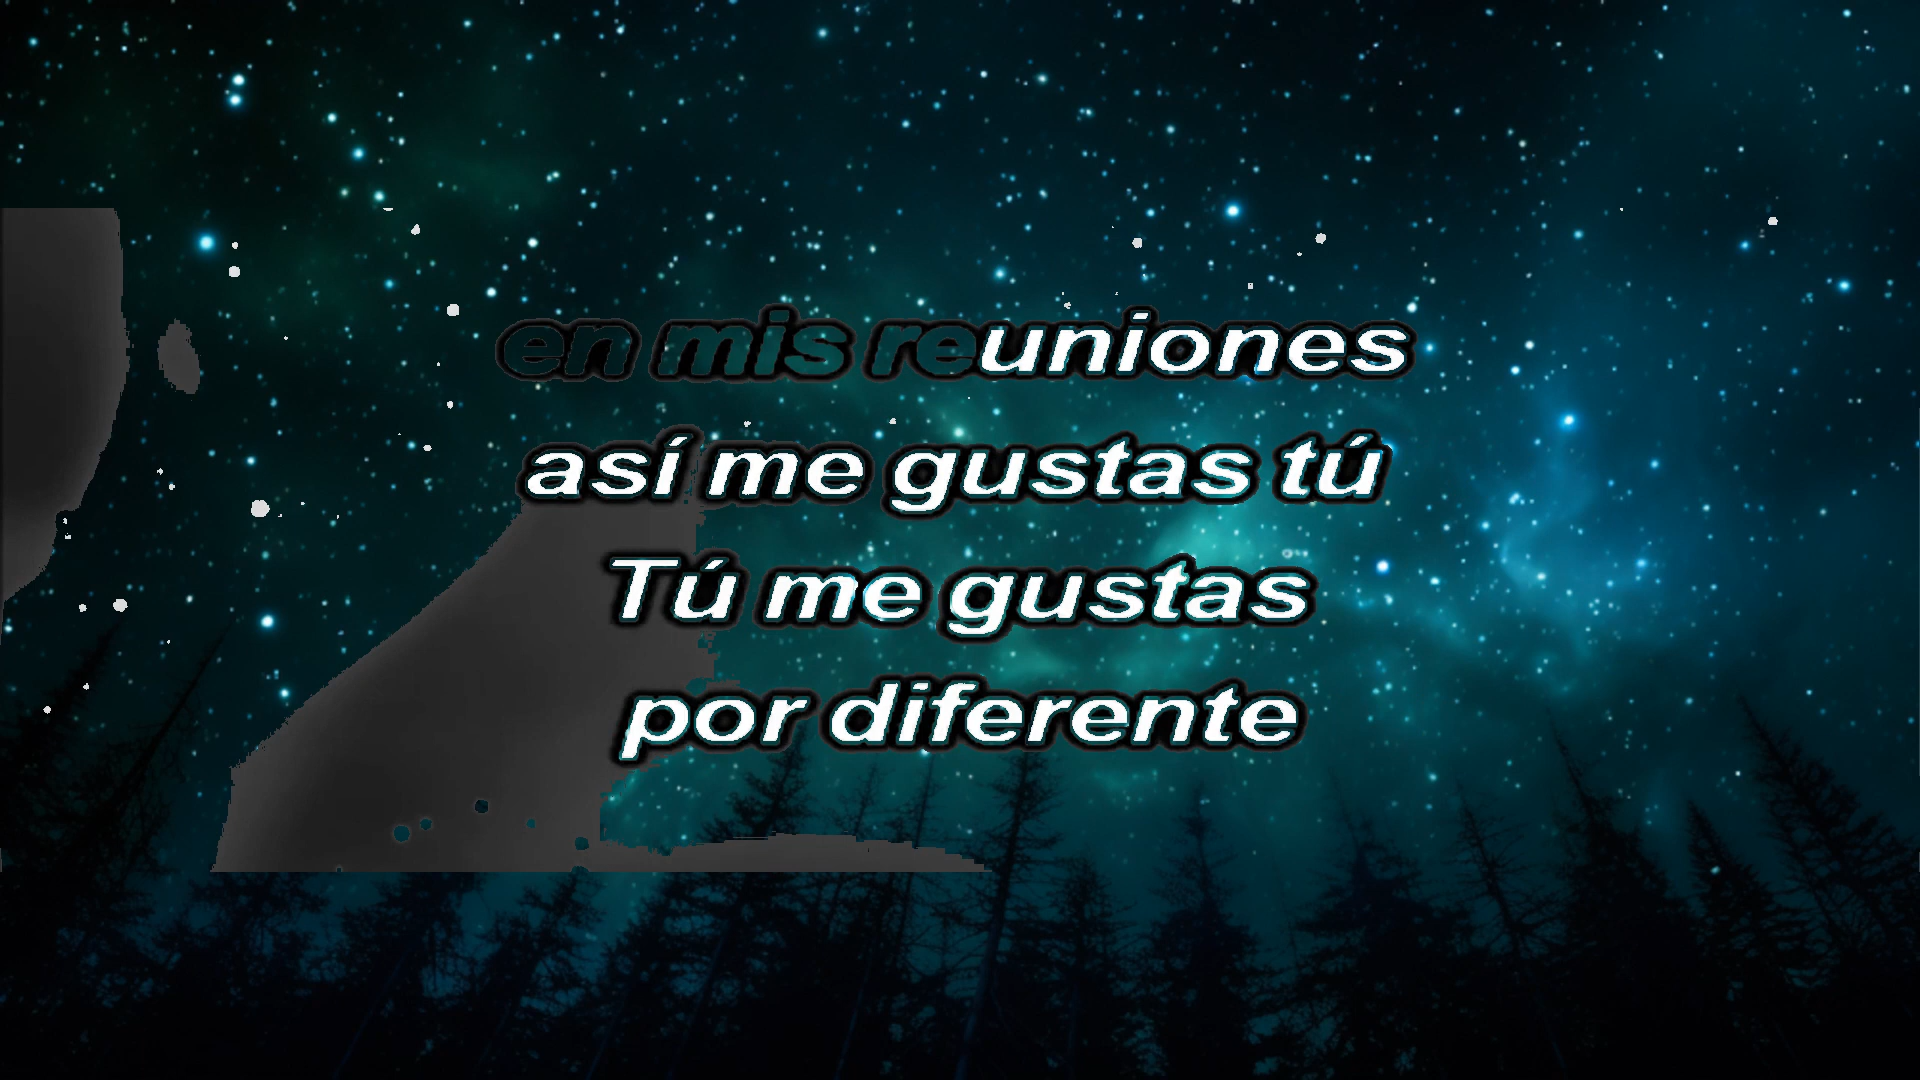 en mis reuniones
así me gustas tú
Tú me gustas
por diferente